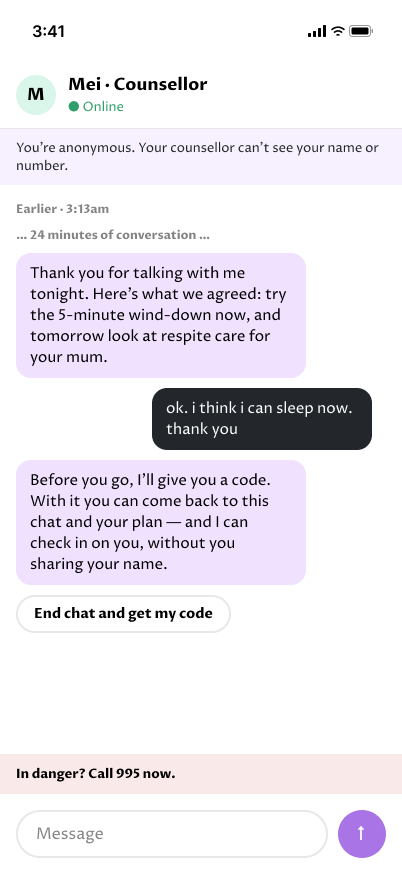 3:41
M
Mei · Counsellor
Online
You're anonymous. Your counsellor can't see your name or
number.
Earlier · 3:13am
... 24 minutes of conversation ...
Thank you for talking with me
tonight. Here's what we agreed: try
the 5-minute wind-down now, and
tomorrow look at respite care for
your mum.
ok. i think i can sleep now.
thank you
Before you go, I'll give you a code.
With it you can come back to this
chat and your plan — and I can
check in on you, without you
sharing your name.
End chat and get my code
In danger? Call 995 now.
Message